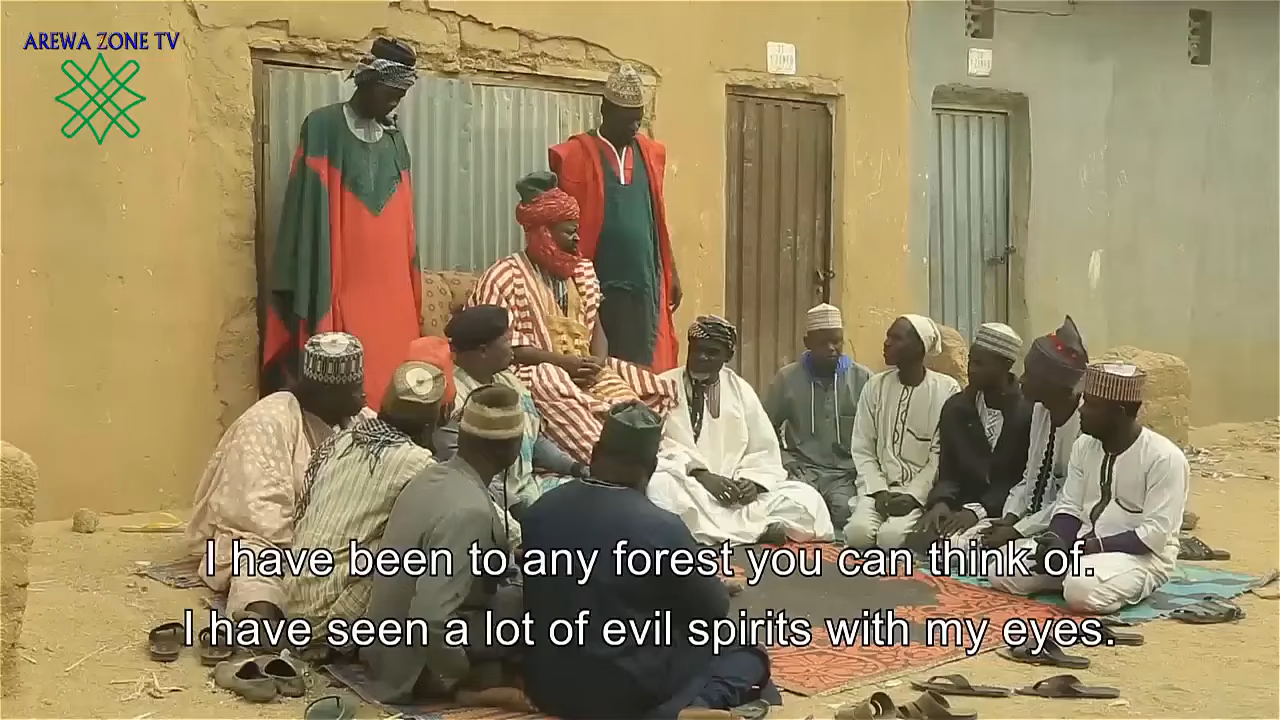 AREWA ZONE TV
I have been to any forest you can think of.
I have seen a lot of evil spirits with my eyes.